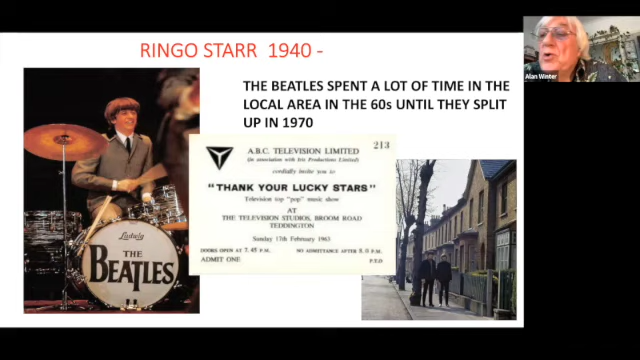 RINGO STARR 1940 -
Alan Winter
THE BEATLES SPENT A LOT OF TIME IN THE
LOCAL AREA IN THE 60s UNTIL THEY SPLIT
UP IN 1970
213
A.B.C. TELEVISION LIMITED
(in association with Iris Productions Limited)
cordially invite you to
"THANK YOUR LUCKY STARS"
Television top "pop" music show
AT
THE TELEVISION STUDIOS, BROOM ROAD
TEDDINGTON
Sunday 17th February 1963
DOORS OPEN AT 7.45 P.M. NO ADMITTANCE AFTER 8.0 P.M.
ADMIT ONE P.T.O
Ludwig
THE
BEATLES